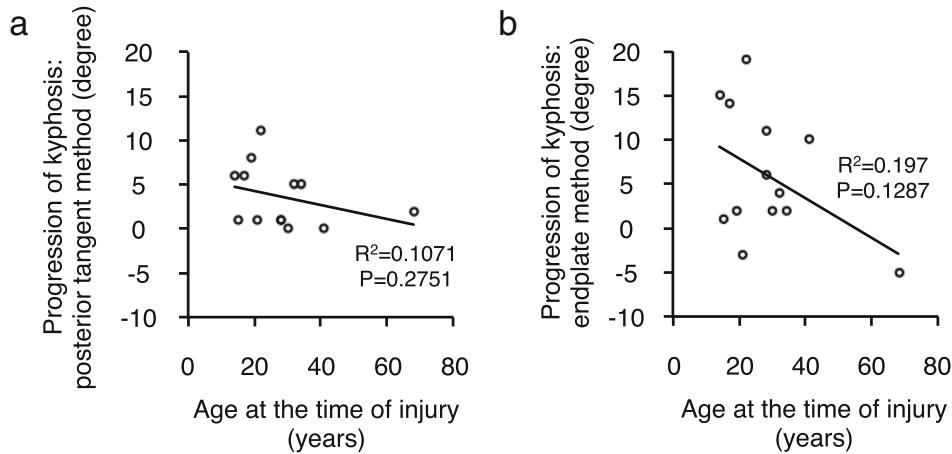 a
Progression of kyphosis:
posterior tangent method (degree)
20
15
10
5
0
-5
-10
0 20 40 60 80
R²=0.1071
P=0.2751
Age at the time of injury
(years)
b
Progression of kyphosis:
endplate method (degree)
20
15
10
5
0
-5
-10
0 20 40 60 80
R²=0.197
P=0.1287
Age at the time of injury
(years)